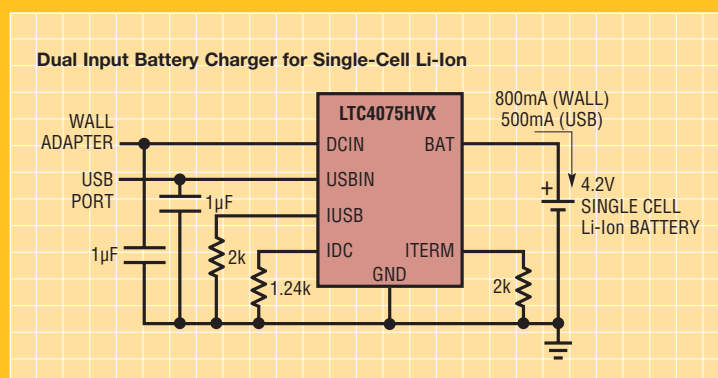 Dual Input Battery Charger for Single-Cell Li-Ion
800mA (WALL)
500mA (USB)
LTC4075HVX
WALL
ADAPTER
DCIN
BAT
USB
PORT
USBIN
1µF
IUSB
+
4.2V
SINGLE CELL
Li-Ion BATTERY
1µF
2k
IDC
ITERM
GND
1.24k
2k